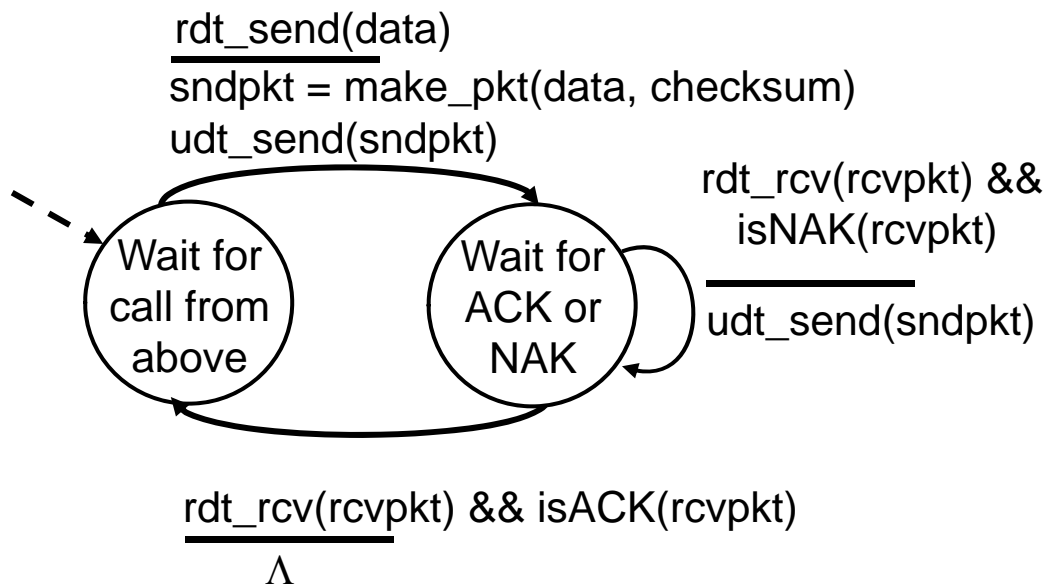 rdt_send(data)
sndpkt = make_pkt(data, checksum)
udt_send(sndpkt)
Wait for
call from
above
Wait for
ACK or
NAK
rdt_rcv(rcvpkt) &&
isNAK(rcvpkt)
udt_send(sndpkt)
rdt_rcv(rcvpkt) && isACK(rcvpkt)
Λ